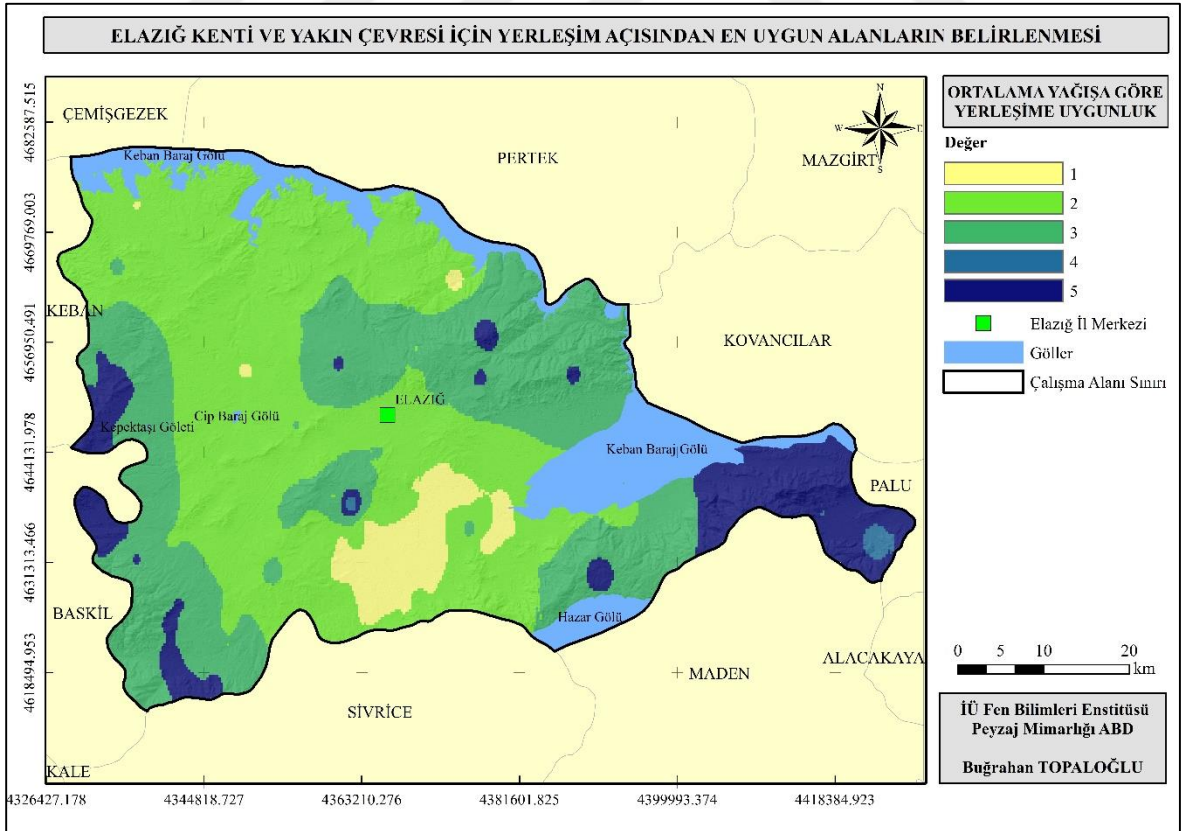 ELAZIĞ KENTİ VE YAKIN ÇEVRESİ İÇİN YERLEŞİM AÇISINDAN EN UYGUN ALANLARIN BELİRLENMESİ
4682587.515
4669769.003
4656950.491
4644131.978
4631313.466
4618494.953
ÇEMİŞGEZEK
Keban Baraj Gölü
PERTEK
MAZGİRT
N
W
E
S
KEBAN
KOVANCILAR
ELAZIĞ
Cip Baraj Gölü
Kepektaşı Göleti
Keban Baraj Gölü
PALU
BASKİL
Hazar Gölü
MADEN
ALACAKAYA
SİVRİCE
KALE
4326427.178
4344818.727
4363210.276
4381601.825
4399993.374
4418384.923
ORTALAMA YAĞIŞA GÖRE
YERLEŞİME UYGUNLUK
Değer
1
2
3
4
5
Elazığ İl Merkezi
Göller
Çalışma Alanı Sınırı
0 5 10 20
km
İÜ Fen Bilimleri Enstitüsü
Peyzaj Mimarlığı ABD
Buğrahan TOPALOĞLU